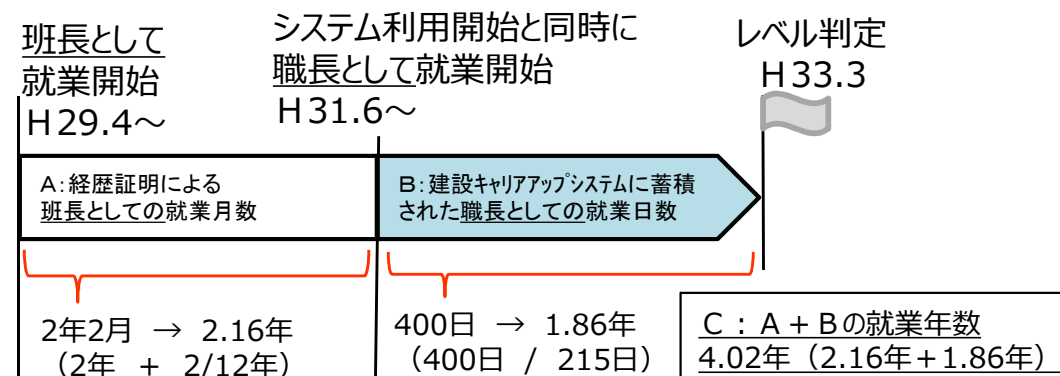 班長として
就業開始
H29.4～
システム利用開始と同時に
職長として就業開始
H31.6～
レベル判定
H33.3
A:経歴証明による
班長としての就業月数
B:建設ｷｬﾘｱｱｯﾌﾟｼｽﾃﾑに蓄積
された職長としての就業日数
2年2月 → 2.16年
（2年 + 2/12年）
400日 → 1.86年
（400日 / 215日）
C：A＋Bの就業年数
4.02年（2.16年＋1.86年）